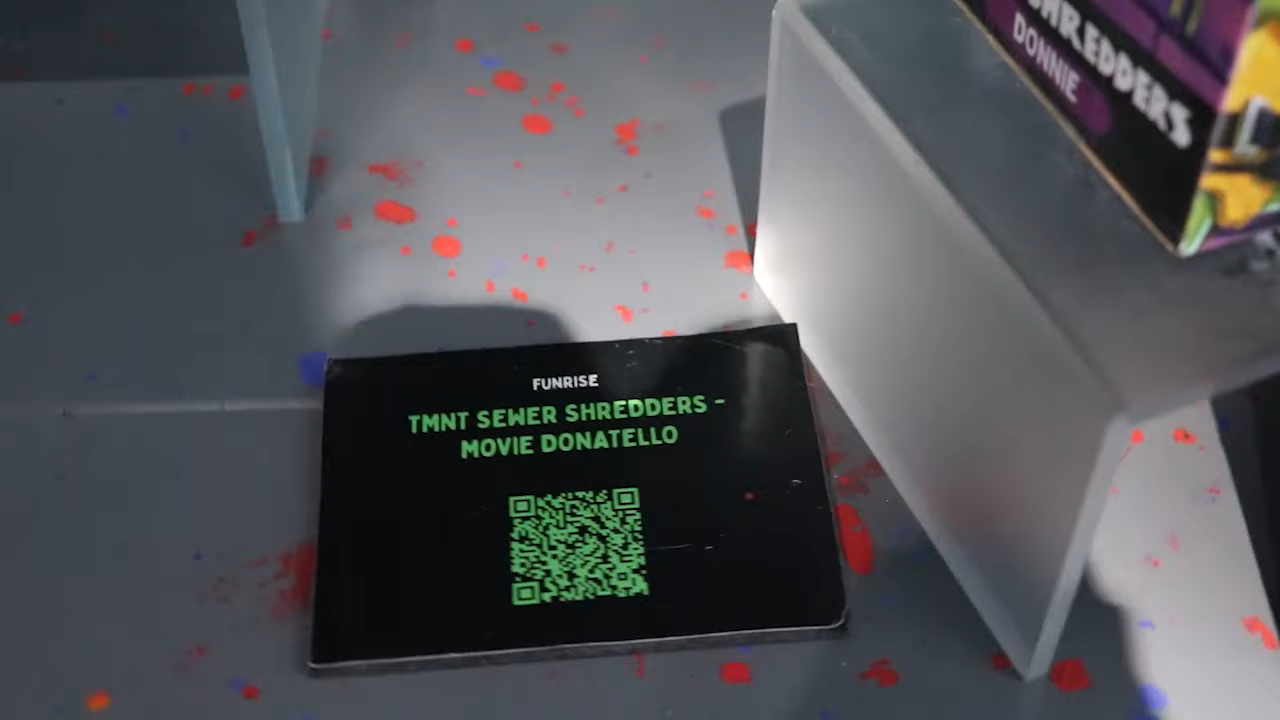 SHREDDERS
DONNIE
FUNRISE
TMNT SEWER SHREDDERS -
MOVIE DONATELLO